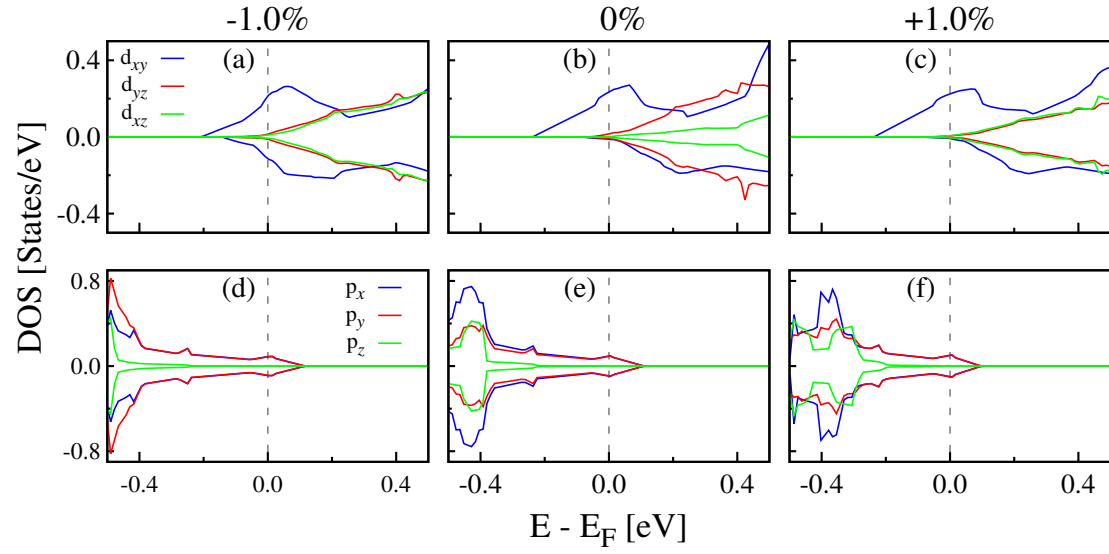 -1.0% 0% +1.0%
(a) (b) (c)
d_xy
d_yz
d_xz
0.4
0.0
-0.4
DOS [States/eV]
(d) (e) (f)
p_x
p_y
p_z
0.8
0.0
-0.8
-0.4 0.0 0.4 -0.4 0.0 0.4 -0.4 0.0 0.4
E - E_F [eV]